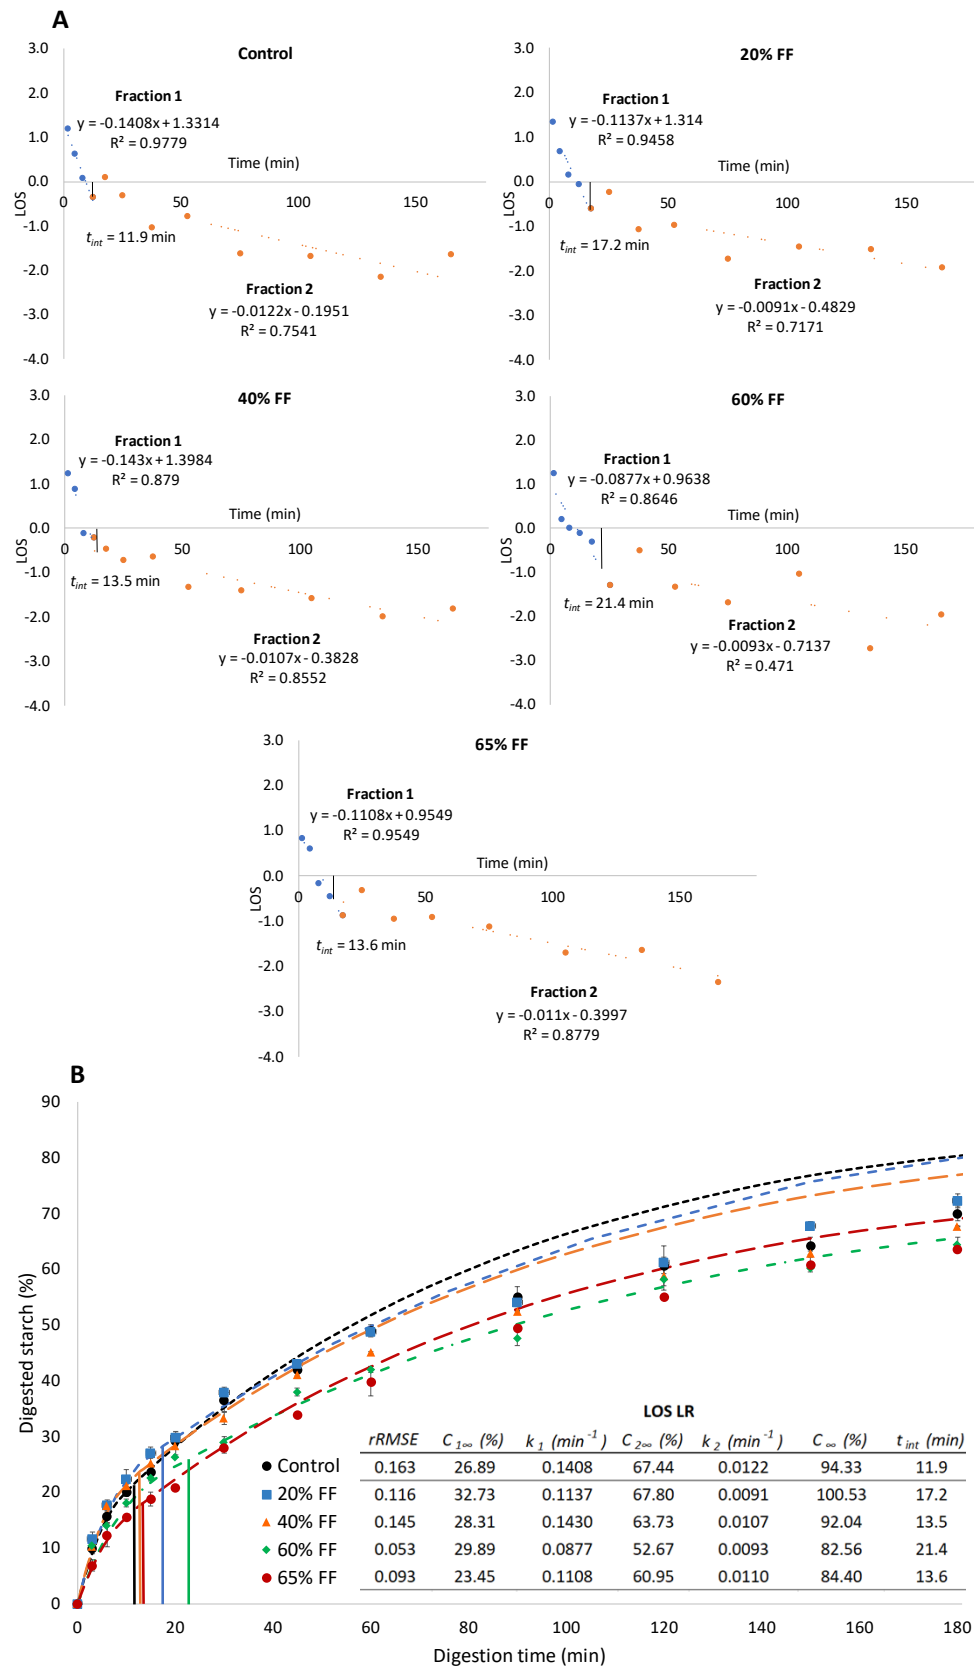 A
Control
3.0
2.0
1.0
0.0
-1.0
-2.0
-3.0
-4.0
LOS
Fraction 1
y = -0.1408x + 1.3314
R² = 0.9779
Time (min)
0
50
100
150
t int = 11.9 min
Fraction 2
y = -0.0122x - 0.1951
R² = 0.7541
20% FF
3.0
2.0
1.0
0.0
-1.0
-2.0
-3.0
-4.0
LOS
Fraction 1
y = -0.1137x + 1.314
R² = 0.9458
Time (min)
0
50
100
150
t int = 17.2 min
Fraction 2
y = -0.0091x - 0.4829
R² = 0.7171
40% FF
3.0
2.0
1.0
0.0
-1.0
-2.0
-3.0
-4.0
LOS
Fraction 1
y = -0.143x + 1.3984
R² = 0.879
Time (min)
0
50
100
150
t int = 13.5 min
Fraction 2
y = -0.0107x - 0.3828
R² = 0.8552
60% FF
3.0
2.0
1.0
0.0
-1.0
-2.0
-3.0
-4.0
LOS
Fraction 1
y = -0.0877x + 0.9638
R² = 0.8646
Time (min)
0
50
100
150
t int = 21.4 min
Fraction 2
y = -0.0093x - 0.7137
R² = 0.471
65% FF
3.0
2.0
1.0
0.0
-1.0
-2.0
-3.0
-4.0
LOS
Fraction 1
y = -0.1108x + 0.9549
R² = 0.9549
Time (min)
0
50
100
150
t int = 13.6 min
Fraction 2
y = -0.011x - 0.3997
R² = 0.8779
B
90
80
70
60
50
40
30
20
10
0
Digested starch (%)
LOS LR
rRMSE C 1∞ (%) k 1 (min⁻¹) C 2∞ (%) k 2 (min⁻¹) C ∞ (%) t int (min)
Control 0.163 26.89 0.1408 67.44 0.0122 94.33 11.9
20% FF 0.116 32.73 0.1137 67.80 0.0091 100.53 17.2
40% FF 0.145 28.31 0.1430 63.73 0.0107 92.04 13.5
60% FF 0.053 29.89 0.0877 52.67 0.0093 82.56 21.4
65% FF 0.093 23.45 0.1108 60.95 0.0110 84.40 13.6
0 20 40 60 80 100 120 140 160 180
Digestion time (min)